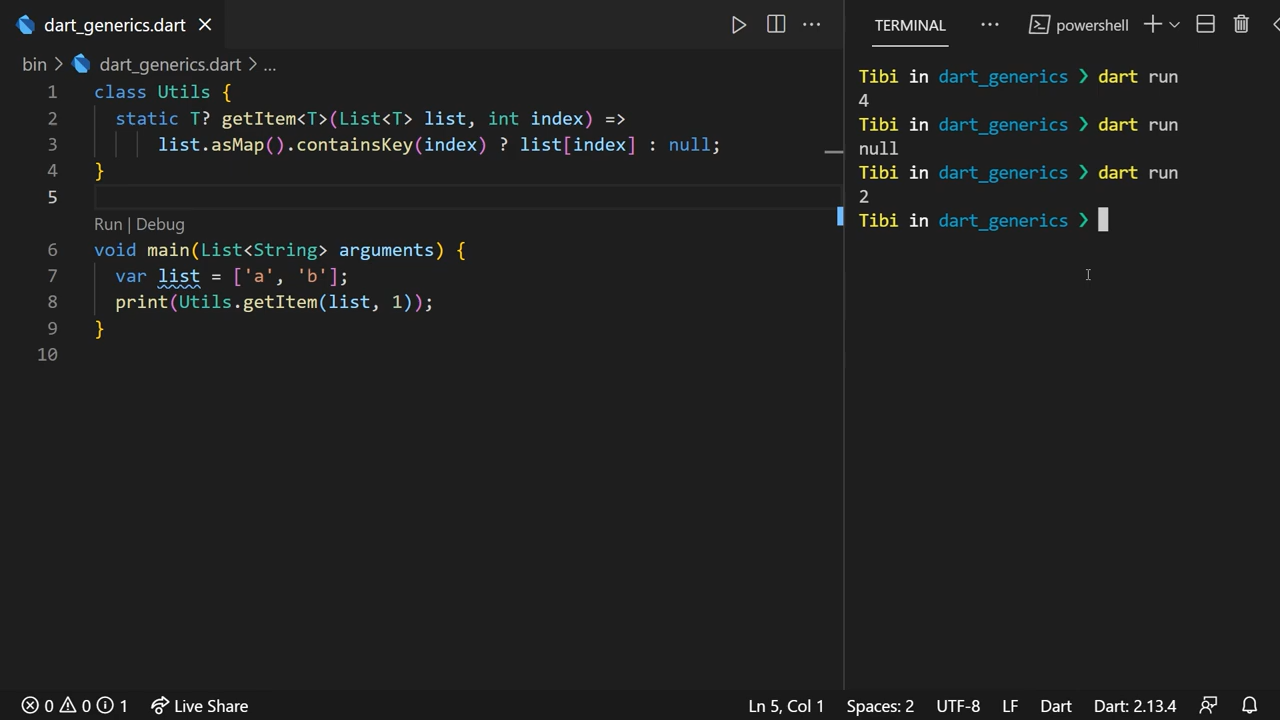 dart_generics.dart
bin > dart_generics.dart > ...
1 class Utils {
2 static T? getItem<T>(List<T> list, int index) =>
3 list.asMap().containsKey(index) ? list[index] : null;
4 }
5
Run | Debug
6 void main(List<String> arguments) {
7 var list = ['a', 'b'];
8 print(Utils.getItem(list, 1));
9 }
10
TERMINAL ... powershell
Tibi in dart_generics ❯ dart run
4
Tibi in dart_generics ❯ dart run
null
Tibi in dart_generics ❯ dart run
2
Tibi in dart_generics ❯
0 0 1 Live Share Ln 5, Col 1 Spaces: 2 UTF-8 LF Dart Dart: 2.13.4